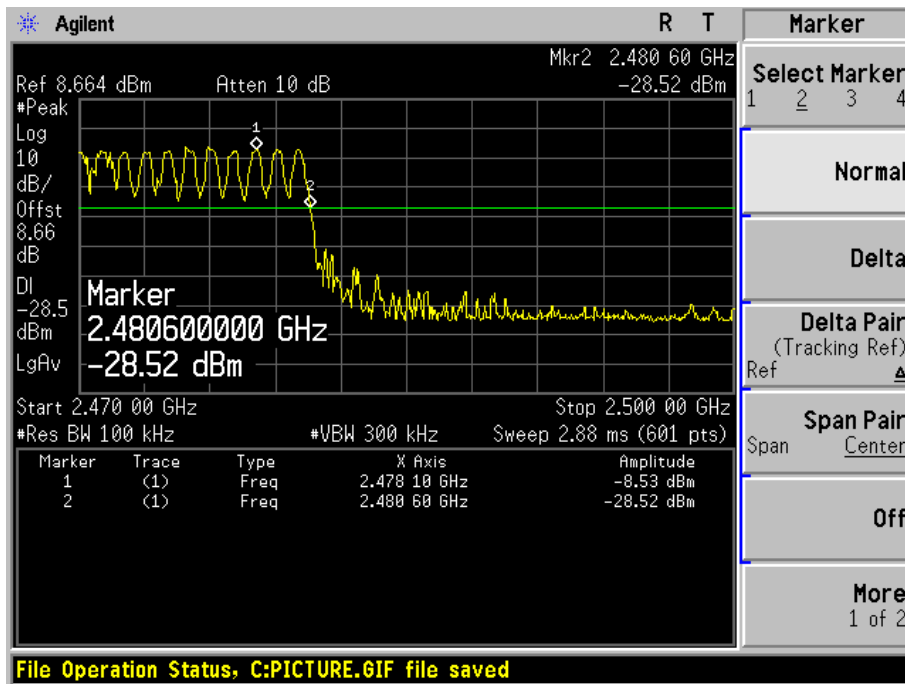 Agilent R T Marker
Mkr2 2.480 60 GHz
Ref 8.664 dBm Atten 10 dB -28.52 dBm
#Peak
Log
10
dB/
Offst
8.66
dB
DI
-28.5
dBm
LgAv
1
2
Marker
2.480600000 GHz
-28.52 dBm
Start 2.470 00 GHz Stop 2.500 00 GHz
#Res BW 100 kHz #VBW 300 kHz Sweep 2.88 ms (601 pts)
Marker Trace Type X Axis Amplitude
1 (1) Freq 2.478 10 GHz -8.53 dBm
2 (1) Freq 2.480 60 GHz -28.52 dBm
Select Marker
1 2 3 4
Normal
Delta
Delta Pair
(Tracking Ref)
Ref Δ
Span Pair
Span Center
Off
More
1 of 2
File Operation Status, C:PICTURE.GIF file saved